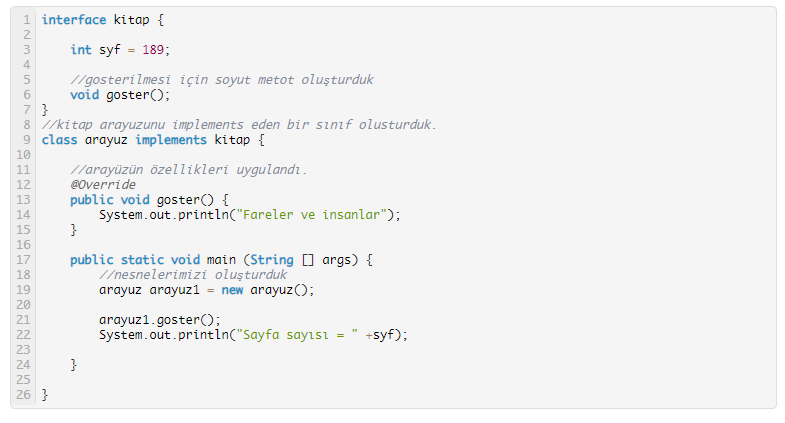 1 interface kitap {
2
3 int syf = 189;
4
5 //gosterilmesi için soyut metot oluşturduk
6 void goster();
7 }
8 //kitap arayuzunu implements eden bir sınıf olusturduk.
9 class arayuz implements kitap {
10
11 //arayüzün özellikleri uygulandı.
12 @Override
13 public void goster() {
14 System.out.println("Fareler ve insanlar");
15 }
16
17 public static void main (String [] args) {
18 //nesnelerimizi oluşturduk
19 arayuz arayuz1 = new arayuz();
20
21 arayuz1.goster();
22 System.out.println("Sayfa sayısı = " +syf);
23
24 }
25
26 }